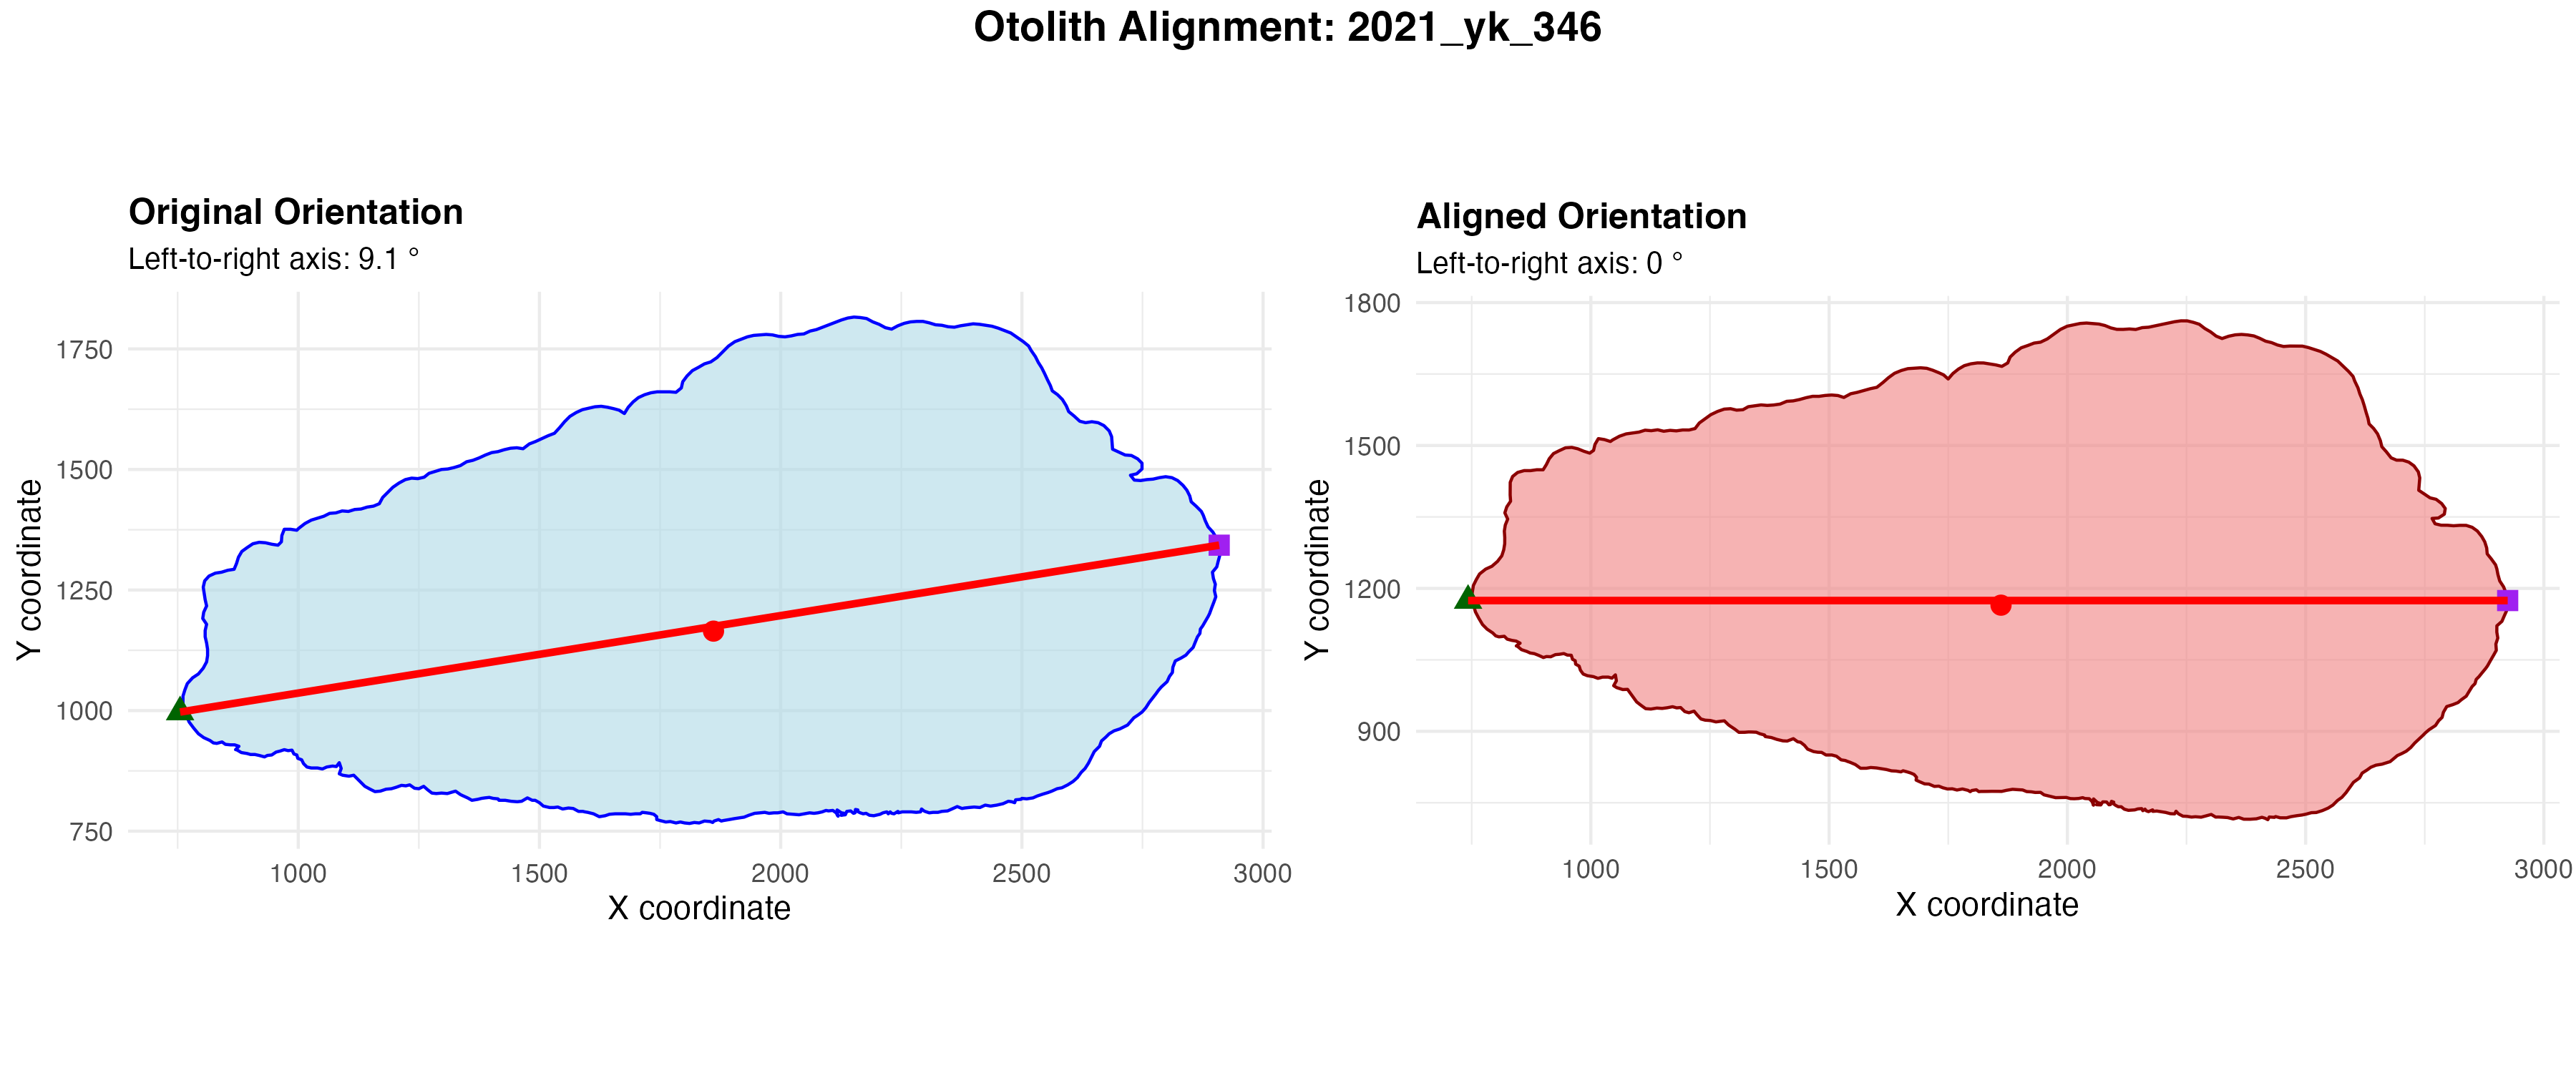 Otolith Alignment: 2021_yk_346
Original Orientation
Left-to-right axis: 9.1 °
Y coordinate
1750
1500
1250
1000
750
1000 1500 2000 2500 3000
X coordinate
Aligned Orientation
Left-to-right axis: 0 °
Y coordinate
1800
1500
1200
900
1000 1500 2000 2500 3000
X coordinate